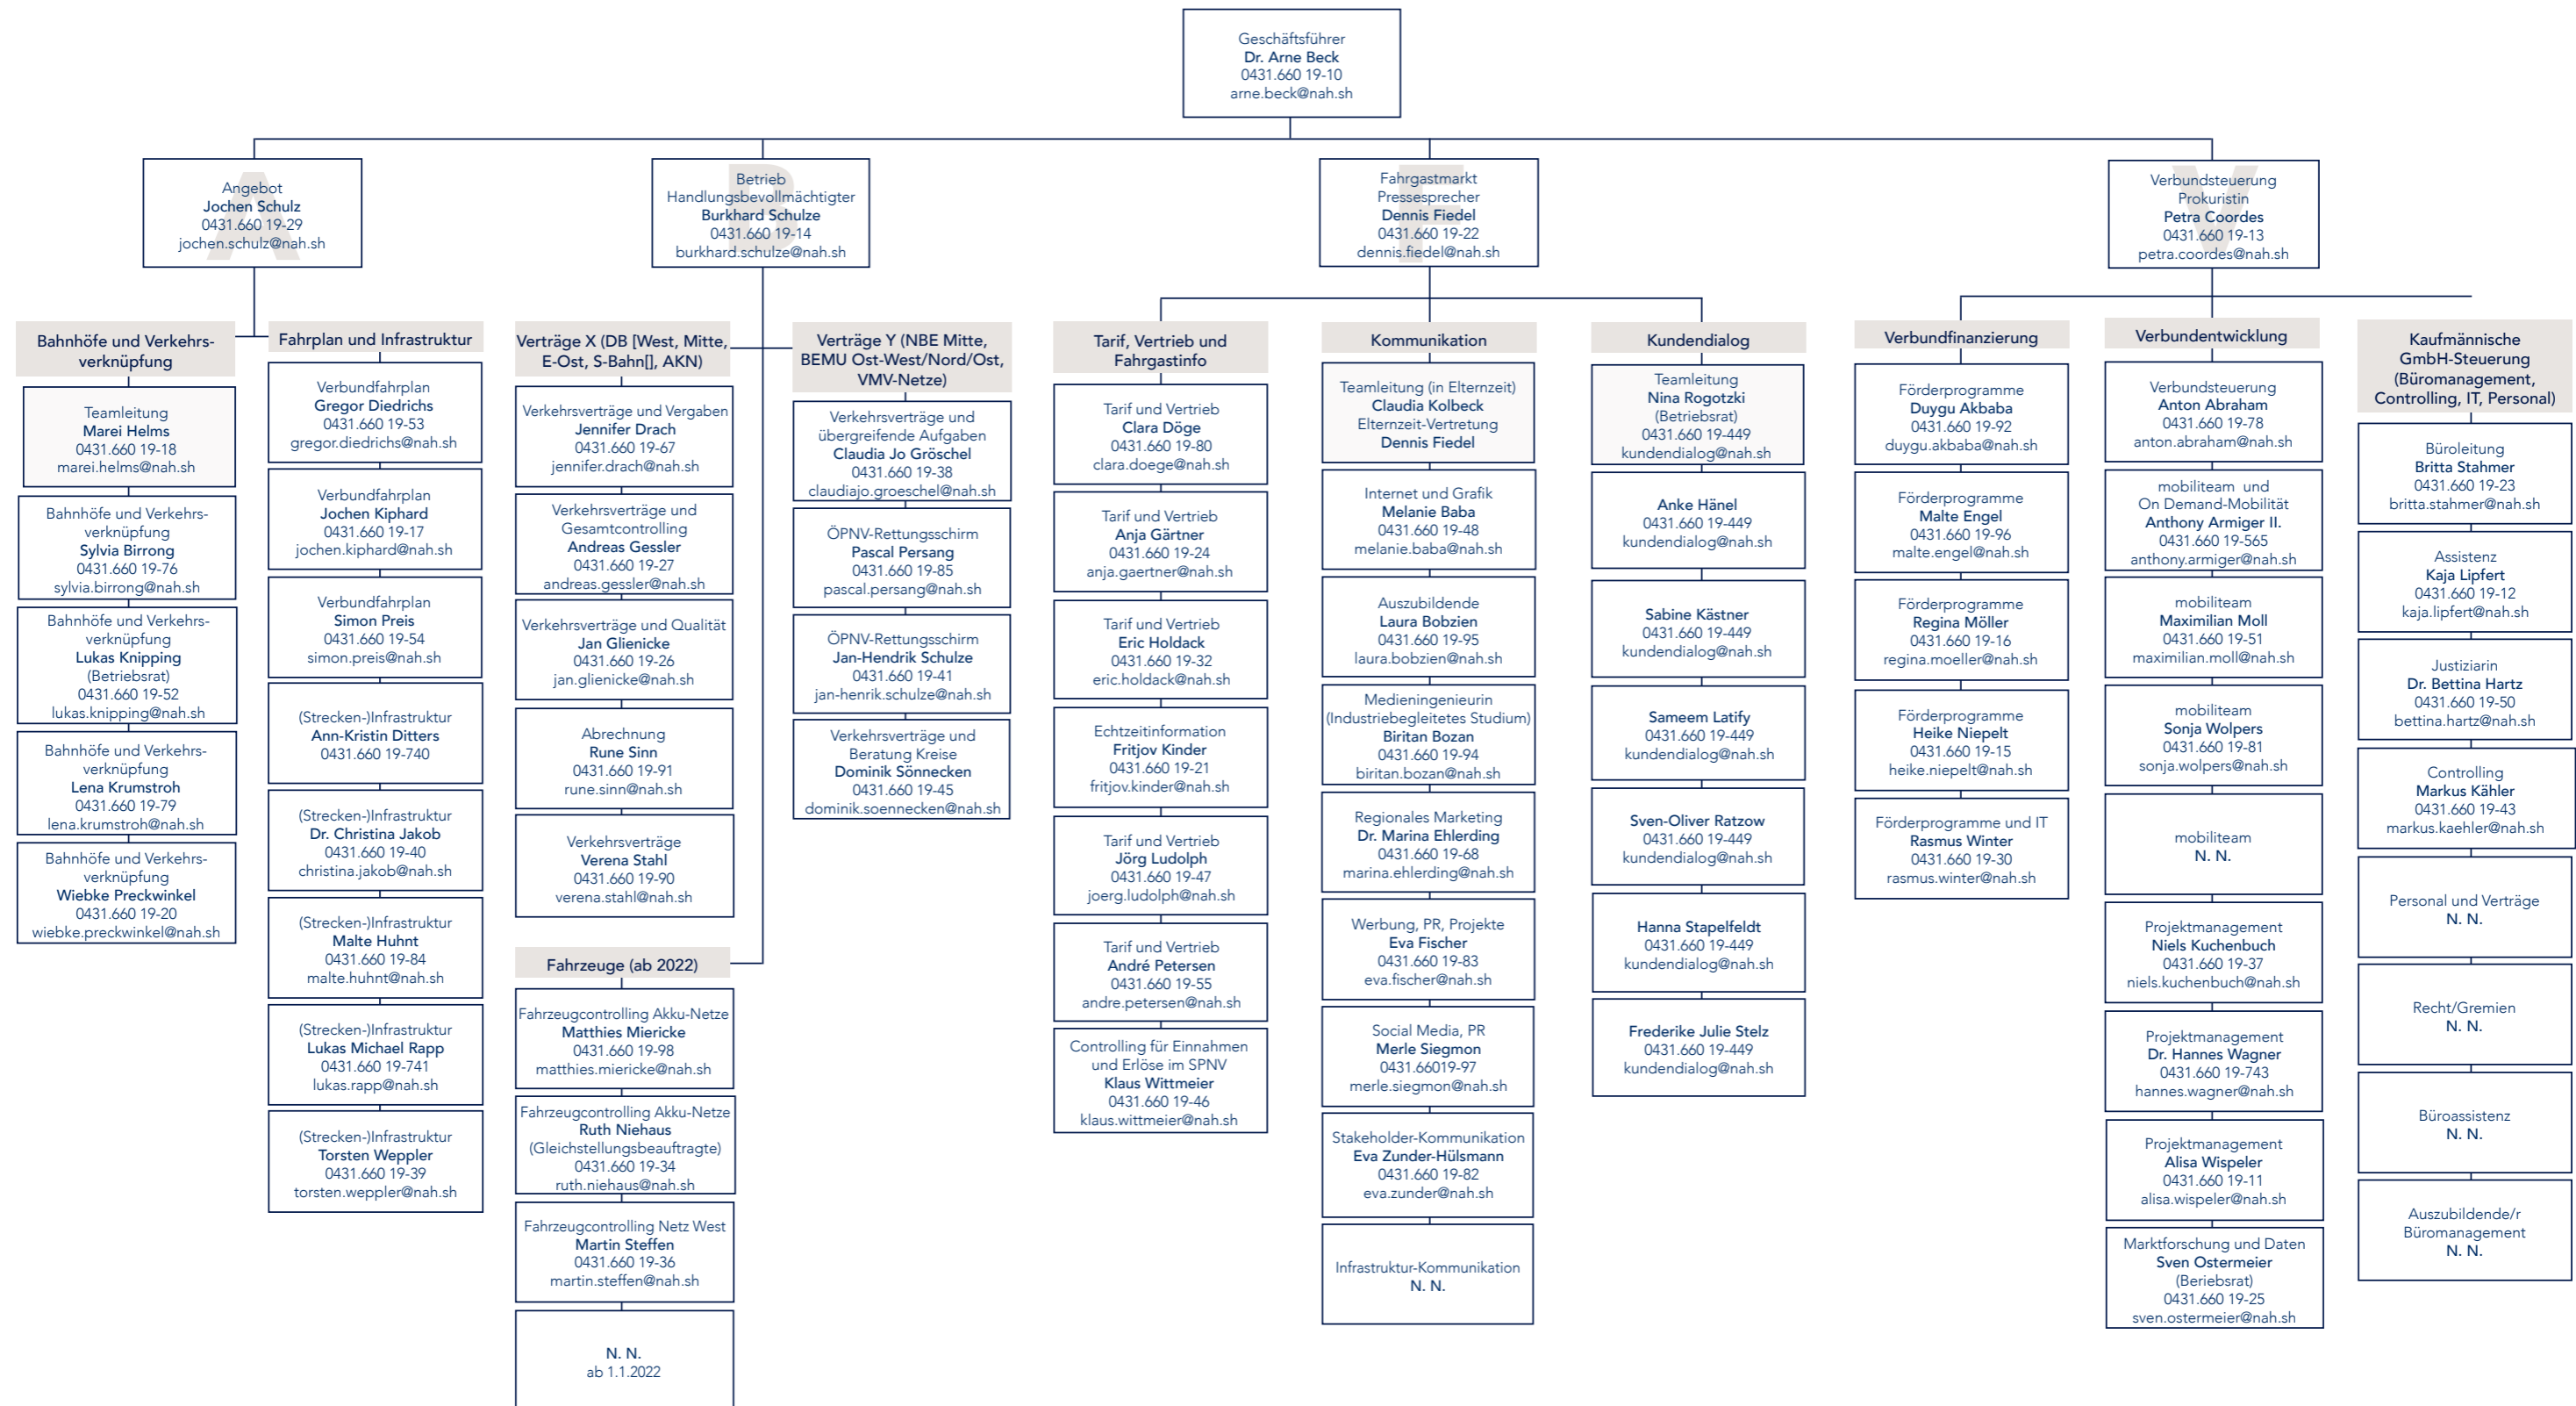 Geschäftsführer
Dr. Arne Beck
0431.660 19-10
arne.beck@nah.sh
A
Angebot
Jochen Schulz
0431.660 19-29
jochen.schulz@nah.sh
B
Betrieb
Handlungsbevollmächtigter
Burkhard Schulze
0431.660 19-14
burkhard.schulze@nah.sh
F
Fahrgastmarkt
Pressesprecher
Dennis Fiedel
0431.660 19-22
dennis.fiedel@nah.sh
V
Verbundsteuerung
Prokuristin
Petra Coordes
0431.660 19-13
petra.coordes@nah.sh
Bahnhöfe und Verkehrs-
verknüpfung
Teamleitung
Marei Helms
0431.660 19-18
marei.helms@nah.sh
Bahnhöfe und Verkehrs-
verknüpfung
Sylvia Birrong
0431.660 19-76
sylvia.birrong@nah.sh
Bahnhöfe und Verkehrs-
verknüpfung
Lukas Knipping
(Betriebsrat)
0431.660 19-52
lukas.knipping@nah.sh
Bahnhöfe und Verkehrs-
verknüpfung
Lena Krumstroh
0431.660 19-79
lena.krumstroh@nah.sh
Bahnhöfe und Verkehrs-
verknüpfung
Wiebke Preckwinkel
0431.660 19-20
wiebke.preckwinkel@nah.sh
Fahrplan und Infrastruktur
Verbundfahrplan
Gregor Diedrichs
0431.660 19-53
gregor.diedrichs@nah.sh
Verbundfahrplan
Jochen Kiphard
0431.660 19-17
jochen.kiphard@nah.sh
Verbundfahrplan
Simon Preis
0431.660 19-54
simon.preis@nah.sh
(Strecken-)Infrastruktur
Ann-Kristin Ditters
0431.660 19-740
(Strecken-)Infrastruktur
Dr. Christina Jakob
0431.660 19-40
christina.jakob@nah.sh
(Strecken-)Infrastruktur
Malte Huhnt
0431.660 19-84
malte.huhnt@nah.sh
(Strecken-)Infrastruktur
Lukas Michael Rapp
0431.660 19-741
lukas.rapp@nah.sh
(Strecken-)Infrastruktur
Torsten Weppler
0431.660 19-39
torsten.weppler@nah.sh
Verträge X (DB [West, Mitte,
E-Ost, S-Bahn[], AKN)
Verkehrsverträge und Vergaben
Jennifer Drach
0431.660 19-67
jennifer.drach@nah.sh
Verkehrsverträge und
Gesamtcontrolling
Andreas Gessler
0431.660 19-27
andreas.gessler@nah.sh
Verkehrsverträge und Qualität
Jan Glienicke
0431.660 19-26
jan.glienicke@nah.sh
Abrechnung
Rune Sinn
0431.660 19-91
rune.sinn@nah.sh
Verkehrsverträge
Verena Stahl
0431.660 19-90
verena.stahl@nah.sh
Fahrzeuge (ab 2022)
Fahrzeugcontrolling Akku-Netze
Matthies Miericke
0431.660 19-98
matthies.miericke@nah.sh
Fahrzeugcontrolling Akku-Netze
Ruth Niehaus
(Gleichstellungsbeauftragte)
0431.660 19-34
ruth.niehaus@nah.sh
Fahrzeugcontrolling Netz West
Martin Steffen
0431.660 19-36
martin.steffen@nah.sh
N. N.
ab 1.1.2022
Verträge Y (NBE Mitte,
BEMU Ost-West/Nord/Ost,
VMV-Netze)
Verkehrsverträge und
übergreifende Aufgaben
Claudia Jo Gröschel
0431.660 19-38
claudiajo.groeschel@nah.sh
ÖPNV-Rettungsschirm
Pascal Persang
0431.660 19-85
pascal.persang@nah.sh
ÖPNV-Rettungsschirm
Jan-Hendrik Schulze
0431.660 19-41
jan-henrik.schulze@nah.sh
Verkehrsverträge und
Beratung Kreise
Dominik Sönnecken
0431.660 19-45
dominik.soennecken@nah.sh
Tarif, Vertrieb und
Fahrgastinfo
Tarif und Vertrieb
Clara Döge
0431.660 19-80
clara.doege@nah.sh
Tarif und Vertrieb
Anja Gärtner
0431.660 19-24
anja.gaertner@nah.sh
Tarif und Vertrieb
Eric Holdack
0431.660 19-32
eric.holdack@nah.sh
Echtzeitinformation
Fritjov Kinder
0431.660 19-21
fritjov.kinder@nah.sh
Tarif und Vertrieb
Jörg Ludolph
0431.660 19-47
joerg.ludolph@nah.sh
Tarif und Vertrieb
André Petersen
0431.660 19-55
andre.petersen@nah.sh
Controlling für Einnahmen
und Erlöse im SPNV
Klaus Wittmeier
0431.660 19-46
klaus.wittmeier@nah.sh
Kommunikation
Teamleitung (in Elternzeit)
Claudia Kolbeck
Elternzeit-Vertretung
Dennis Fiedel
Internet und Grafik
Melanie Baba
0431.660 19-48
melanie.baba@nah.sh
Auszubildende
Laura Bobzien
0431.660 19-95
laura.bobzien@nah.sh
Medieningenieurin
(Industriebegleitetes Studium)
Biritan Bozan
0431.660 19-94
biritan.bozan@nah.sh
Regionales Marketing
Dr. Marina Ehlerding
0431.660 19-68
marina.ehlerding@nah.sh
Werbung, PR, Projekte
Eva Fischer
0431.660 19-83
eva.fischer@nah.sh
Social Media, PR
Merle Siegmon
0431.66019-97
merle.siegmon@nah.sh
Stakeholder-Kommunikation
Eva Zunder-Hülsmann
0431.660 19-82
eva.zunder@nah.sh
Infrastruktur-Kommunikation
N. N.
Kundendialog
Teamleitung
Nina Rogotzki
(Betriebsrat)
0431.660 19-449
kundendialog@nah.sh
Anke Hänel
0431.660 19-449
kundendialog@nah.sh
Sabine Kästner
0431.660 19-449
kundendialog@nah.sh
Sameem Latify
0431.660 19-449
kundendialog@nah.sh
Sven-Oliver Ratzow
0431.660 19-449
kundendialog@nah.sh
Hanna Stapelfeldt
0431.660 19-449
kundendialog@nah.sh
Frederike Julie Stelz
0431.660 19-449
kundendialog@nah.sh
Verbundfinanzierung
Förderprogramme
Duygu Akbaba
0431.660 19-92
duygu.akbaba@nah.sh
Förderprogramme
Malte Engel
0431.660 19-96
malte.engel@nah.sh
Förderprogramme
Regina Möller
0431.660 19-16
regina.moeller@nah.sh
Förderprogramme
Heike Niepelt
0431.660 19-15
heike.niepelt@nah.sh
Förderprogramme und IT
Rasmus Winter
0431.660 19-30
rasmus.winter@nah.sh
Verbundentwicklung
Verbundsteuerung
Anton Abraham
0431.660 19-78
anton.abraham@nah.sh
mobiliteam und
On Demand-Mobilität
Anthony Armiger II.
0431.660 19-565
anthony.armiger@nah.sh
mobiliteam
Maximilian Moll
0431.660 19-51
maximilian.moll@nah.sh
mobiliteam
Sonja Wolpers
0431.660 19-81
sonja.wolpers@nah.sh
mobiliteam
N. N.
Projektmanagement
Niels Kuchenbuch
0431.660 19-37
niels.kuchenbuch@nah.sh
Projektmanagement
Dr. Hannes Wagner
0431.660 19-743
hannes.wagner@nah.sh
Projektmanagement
Alisa Wispeler
0431.660 19-11
alisa.wispeler@nah.sh
Marktforschung und Daten
Sven Ostermeier
(Beriebsrat)
0431.660 19-25
sven.ostermeier@nah.sh
Kaufmännische
GmbH-Steuerung
(Büromanagement,
Controlling, IT, Personal)
Büroleitung
Britta Stahmer
0431.660 19-23
britta.stahmer@nah.sh
Assistenz
Kaja Lipfert
0431.660 19-12
kaja.lipfert@nah.sh
Justiziarin
Dr. Bettina Hartz
0431.660 19-50
bettina.hartz@nah.sh
Controlling
Markus Kähler
0431.660 19-43
markus.kaehler@nah.sh
Personal und Verträge
N. N.
Recht/Gremien
N. N.
Büroassistenz
N. N.
Auszubildende/r
Büromanagement
N. N.